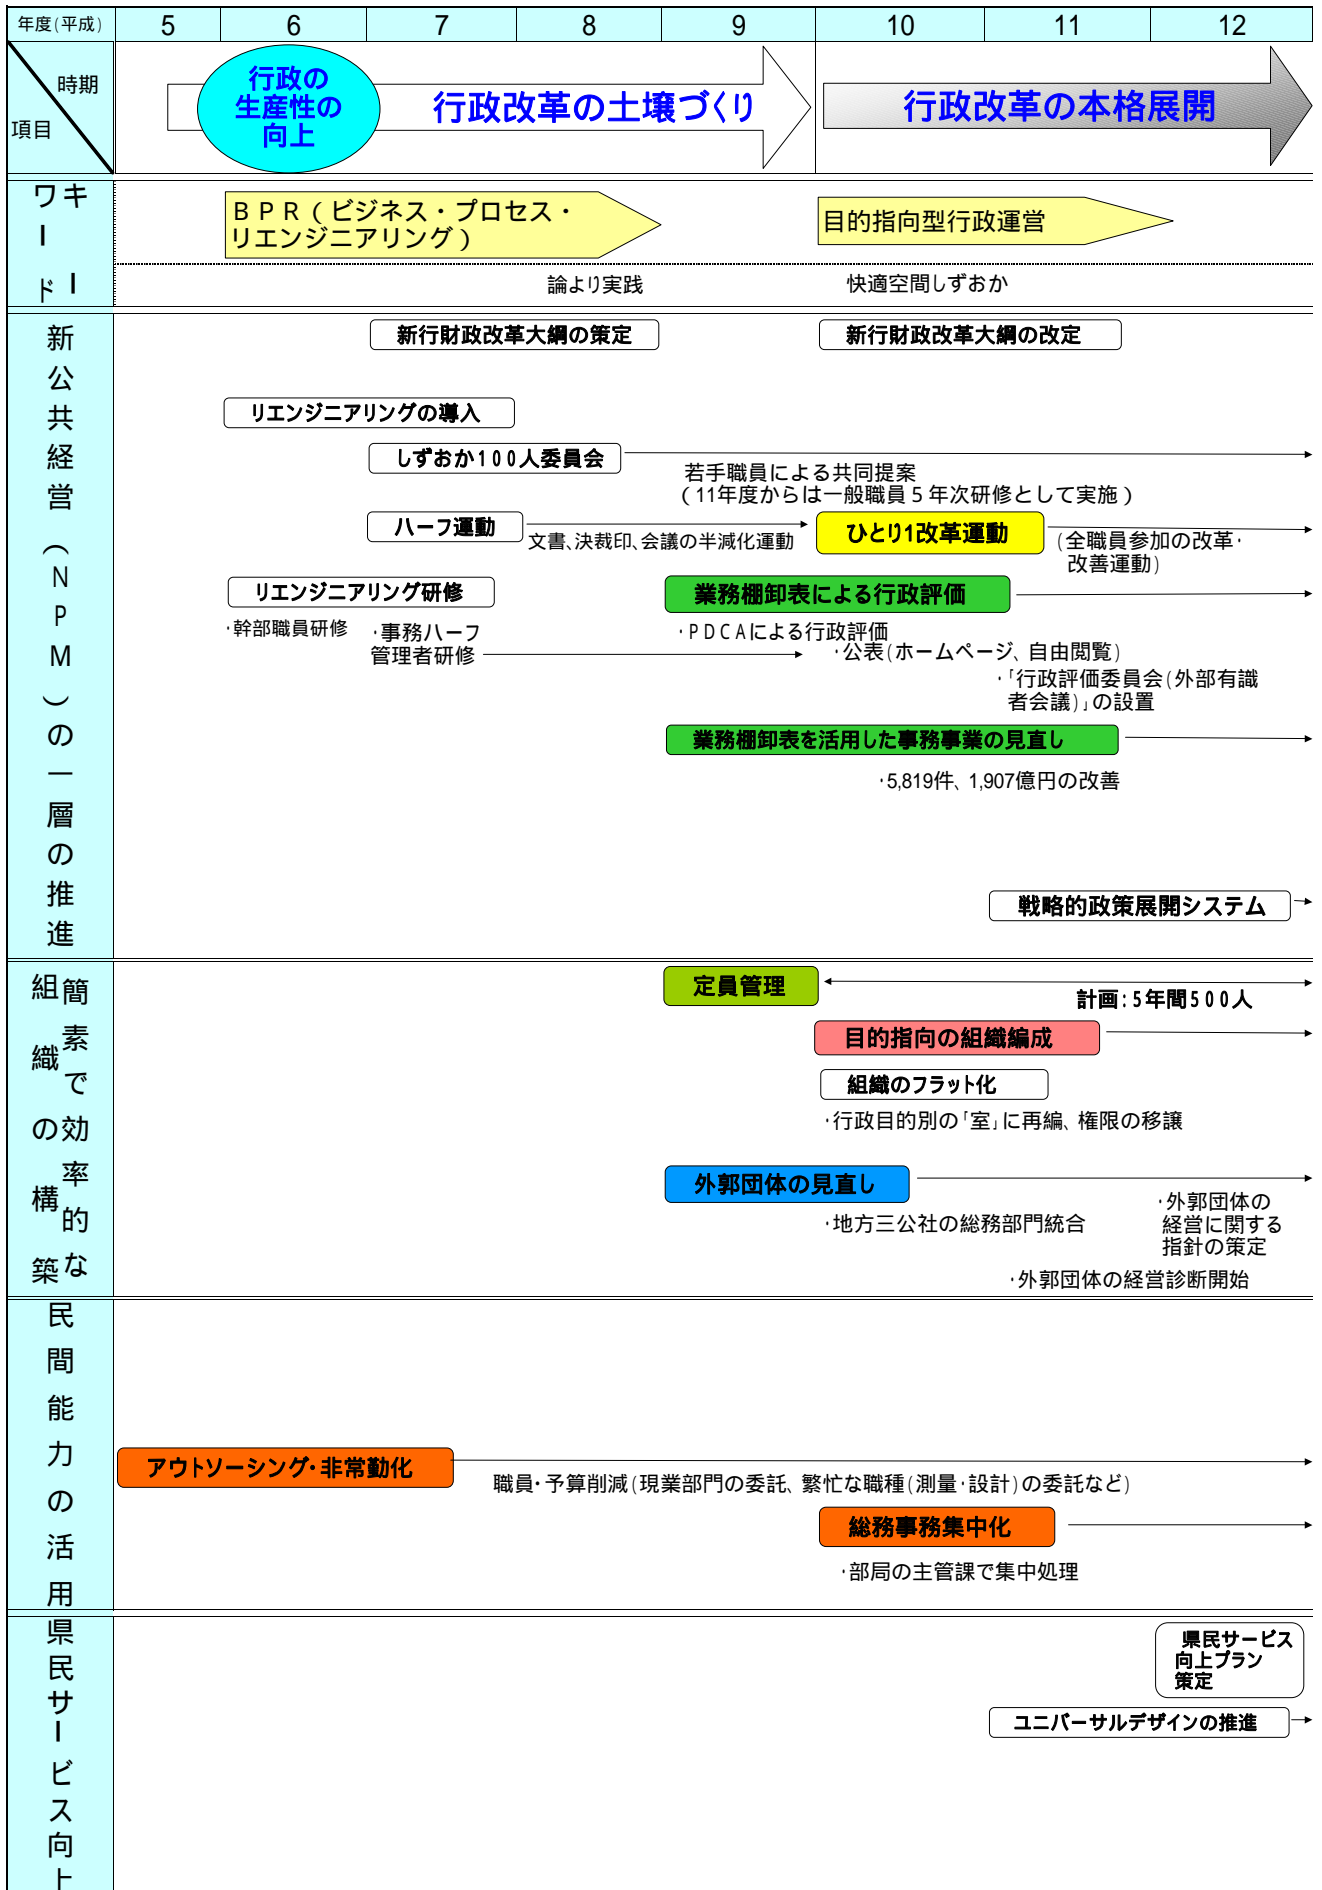 年度(平成)
5
6
7
8
9
10
11
12
時期
項目
行政の
生産性の
向上
行政改革の土壌づくり
行政改革の本格展開
キーワード
BPR(ビジネス・プロセス・
リエンジニアリング)
目的指向型行政運営
論より実践
快適空間しずおか
新公共経営(NPM)の一層の推進
新行財政改革大綱の策定
新行財政改革大綱の改定
リエンジニアリングの導入
しずおか100人委員会
若手職員による共同提案
(11年度からは一般職員5年次研修として実施)
ハーフ運動
文書、決裁印、会議の半減化運動
ひとり1改革運動
(全職員参加の改革・
改善運動)
リエンジニアリング研修
・幹部職員研修
・事務ハーフ
管理者研修
業務棚卸表による行政評価
・PDCAによる行政評価
・公表(ホームページ、自由閲覧)
・「行政評価委員会(外部有識
者会議)」の設置
業務棚卸表を活用した事務事業の見直し
・5,819件、1,907億円の改善
戦略的政策展開システム
簡素で効率的な
組織の構築
定員管理
計画:5年間500人
目的指向の組織編成
組織のフラット化
・行政目的別の「室」に再編、権限の移譲
外郭団体の見直し
・地方三公社の総務部門統合
・外郭団体の
経営に関する
指針の策定
・外郭団体の経営診断開始
民間能力の活用
アウトソーシング・非常勤化
職員・予算削減(現業部門の委託、繁忙な職種(測量・設計)の委託など)
総務事務集中化
・部局の主管課で集中処理
県民サービス向上
県民サービス
向上プラン
策定
ユニバーサルデザインの推進